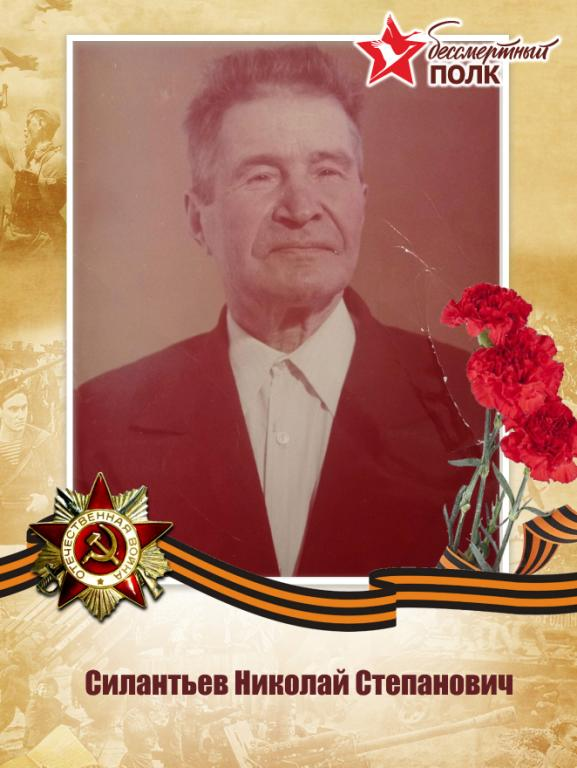 бессмертный
ПОЛК
ОТЕЧЕСТВЕННАЯ ВОЙНА
Силантьев Николай Степанович